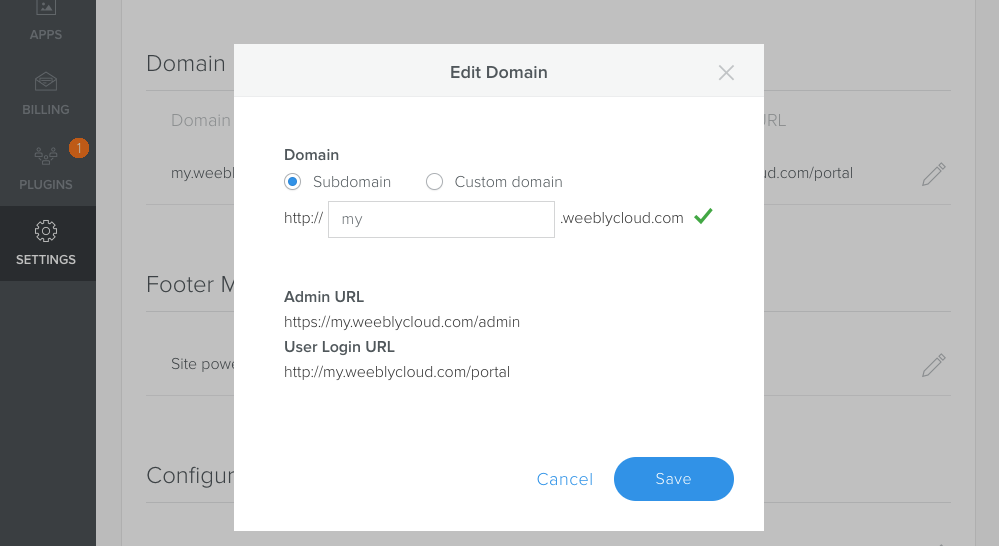 APPS
BILLING
1
PLUGINS
SETTINGS
Domain
Domain
my.weebl
d.com/portal
Footer M
Site powe
Configur
Edit Domain
Domain
Subdomain Custom domain
http:// my .weeblycloud.com
Admin URL
https://my.weeblycloud.com/admin
User Login URL
http://my.weeblycloud.com/portal
Cancel Save